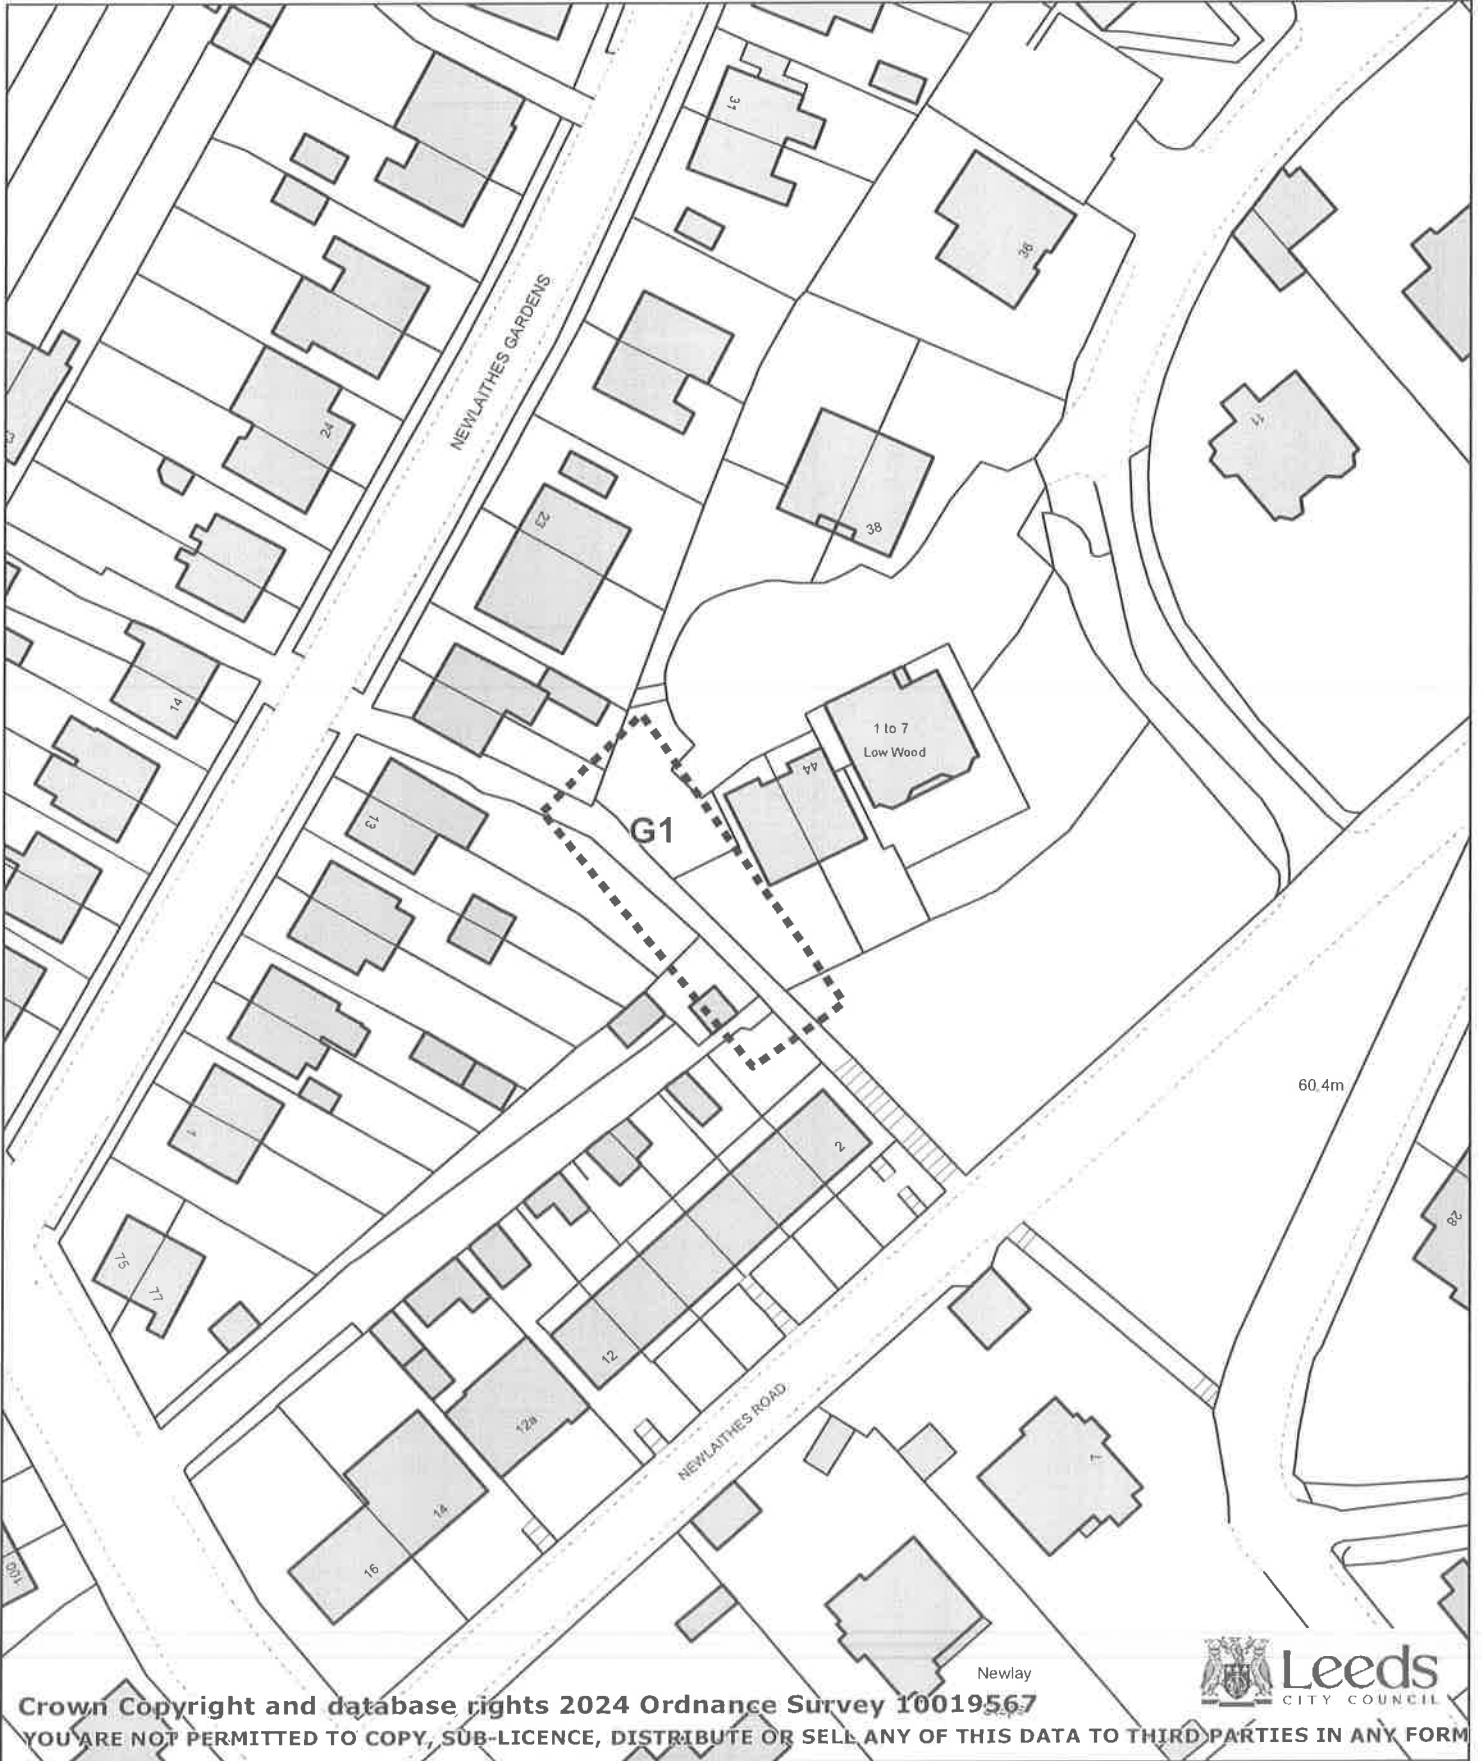 31
36
NEWLAITHES GARDENS
11
24
23
38
14
1 to 7
Low Wood
44
13
G1
60.4m
1
2
28
75
77
12
12a
NEWLAITHES ROAD
7
14
16
100
Newlay
Leeds
CITY COUNCIL
Crown Copyright and database rights 2024 Ordnance Survey 10019567
YOU ARE NOT PERMITTED TO COPY, SUB-LICENCE, DISTRIBUTE OR SELL ANY OF THIS DATA TO THIRD PARTIES IN ANY FORM